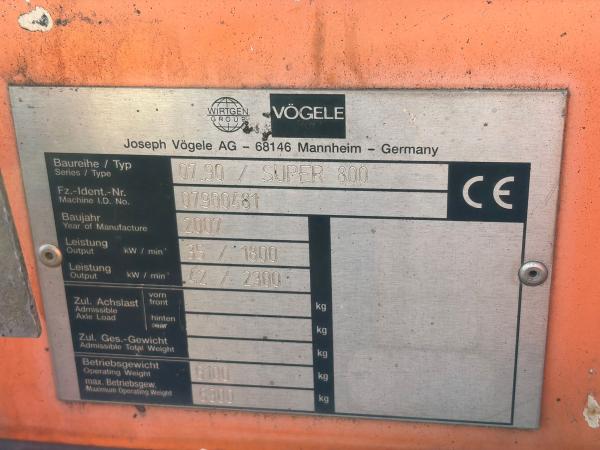 WIRTGEN
GROUP
VÖGELE
Joseph Vögele AG – 68146 Mannheim – Germany
Baureihe / Typ
Series / Type
07.90 / SUPER 800
Fz.-Ident.-Nr.
Machine I.D. No.
07900481
CE
Baujahr
Year of Manufacture
2007
Leistung
Output kW / min⁻¹
35 / 1800
Leistung
Output kW / min⁻¹
42 / 2300
Zul. Achslast
Admissible
Axle Load
vorn
front
kg
hinten
rear
kg
Zul. Ges.-Gewicht
Admissible Total Weight
kg
Betriebsgewicht
Operating Weight
6100
kg
max. Betriebsgew.
Maximum Operating Weight
6300
kg